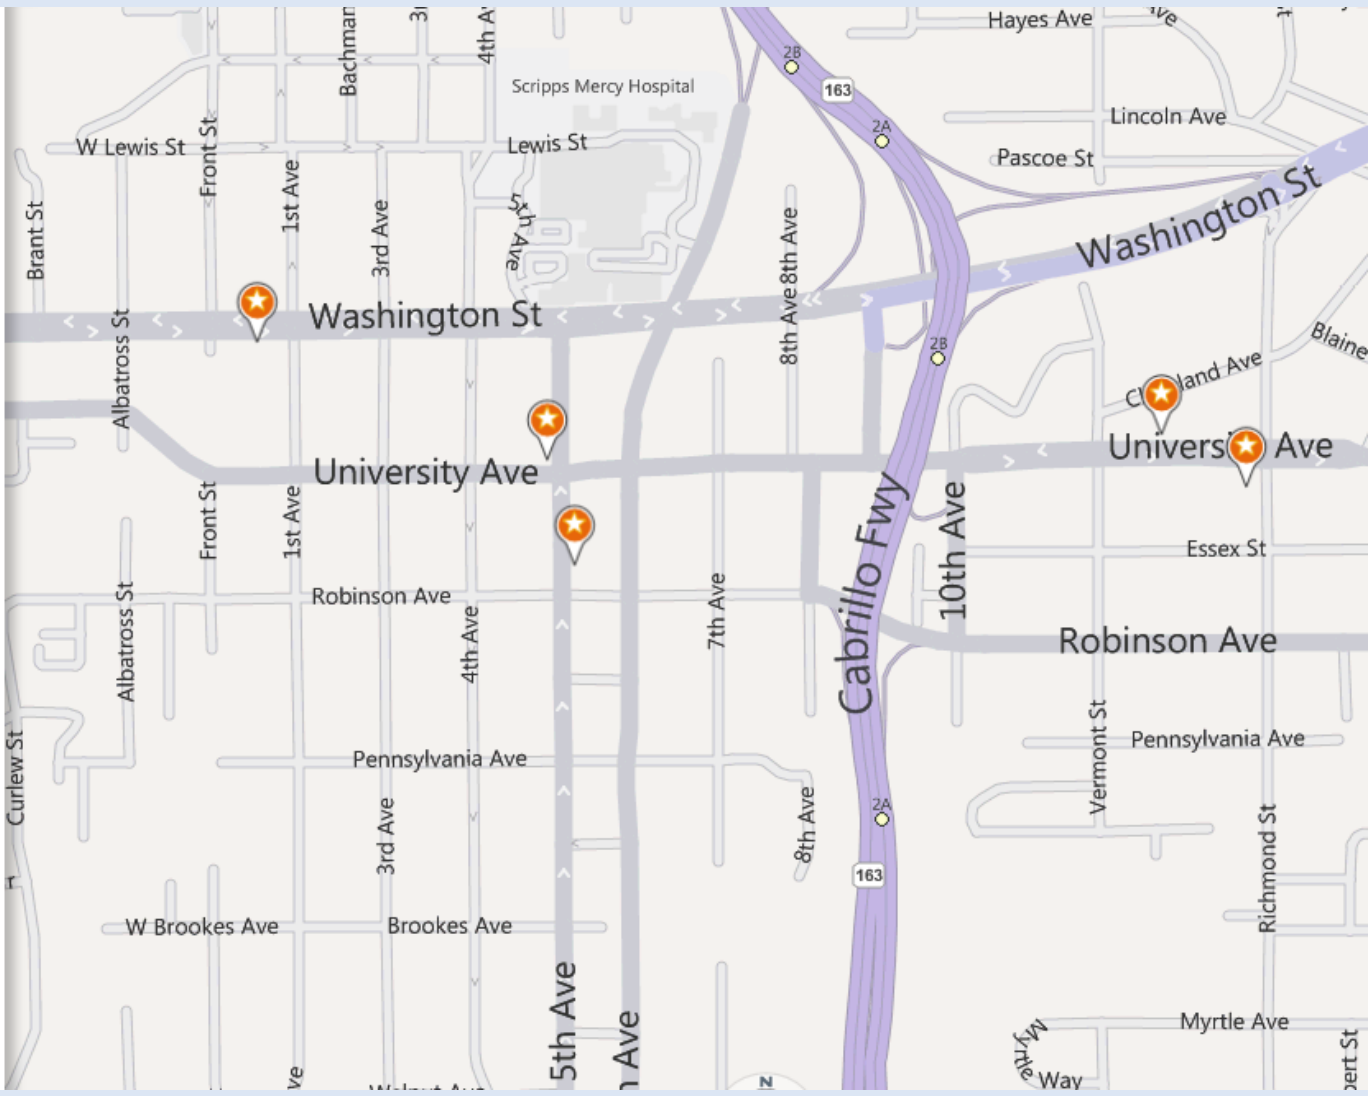 Hayes Ave
Ave
2B
163
Scripps Mercy Hospital
Bachman
4th Av
Lincoln Ave
2A
W Lewis St
Front St
Lewis St
Pascoe St
1st Ave
Brant St
3rd Ave
5th Ave
8th Ave
Washington St
Washington St
8th Ave
Albatross St
2B
Blaine
University Ave
Ave
Front St
1st Ave
Cabrillo Fwy
10th Ave
Essex St
Robinson Ave
7th Ave
Albatross St
4th Ave
Robinson Ave
Curlew St
Pennsylvania Ave
Vermont St
Pennsylvania Ave
3rd Ave
8th Ave
2A
163
Richmond St
W Brookes Ave
Brookes Ave
5th Ave
Ave
Myrtle Ave
Myrtle
Way
N